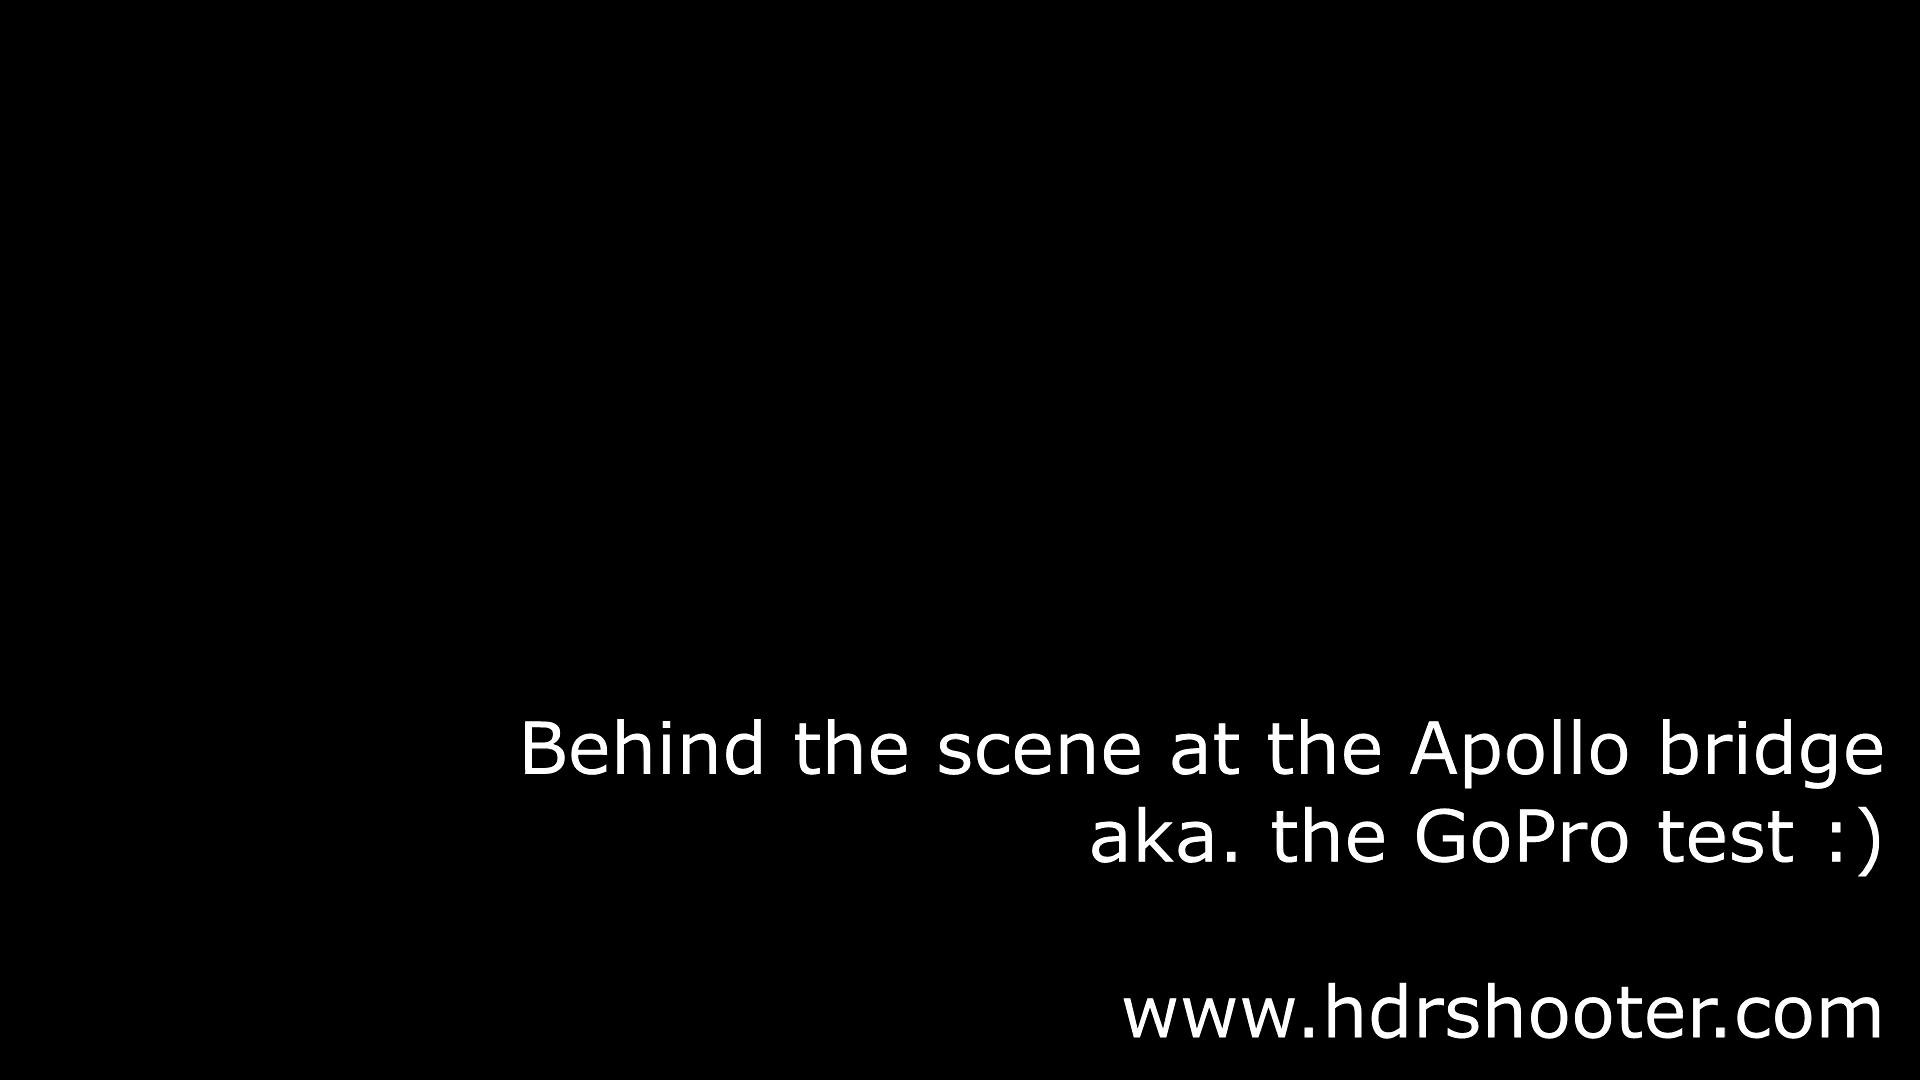 Behind the scene at the Apollo bridge
aka. the GoPro test :)
www.hdrshooter.com